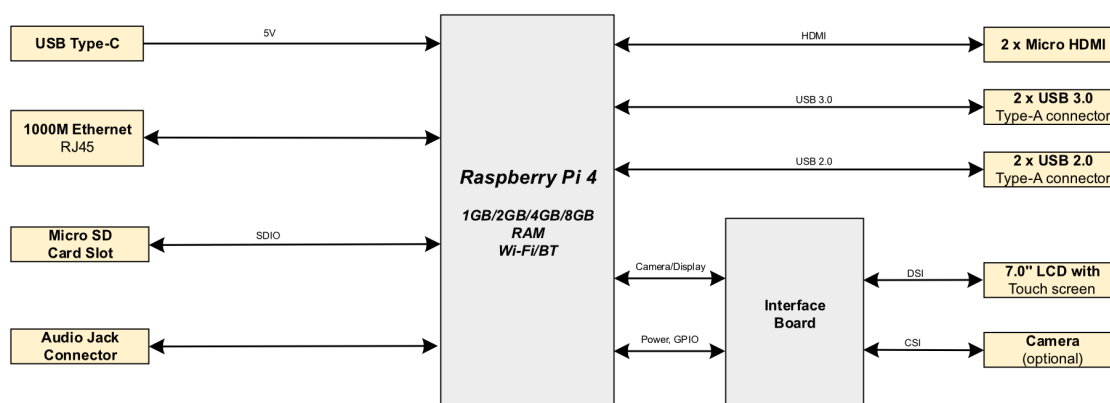 USB Type-C
5V
1000M Ethernet
RJ45
Micro SD
Card Slot
SDIO
Audio Jack
Connector
Raspberry Pi 4
1GB/2GB/4GB/8GB
RAM
Wi-Fi/BT
HDMI
2 x Micro HDMI
USB 3.0
2 x USB 3.0
Type-A connector
USB 2.0
2 x USB 2.0
Type-A connector
Camera/Display
Power, GPIO
Interface
Board
DSI
7.0" LCD with
Touch screen
CSI
Camera
(optional)